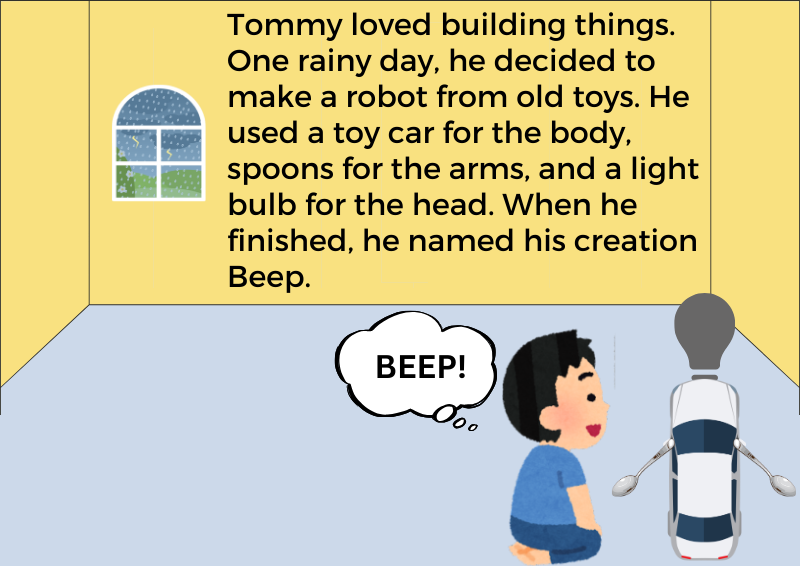 Tommy loved building things.
One rainy day, he decided to
make a robot from old toys. He
used a toy car for the body,
spoons for the arms, and a light
bulb for the head. When he
finished, he named his creation
Beep.
BEEP!